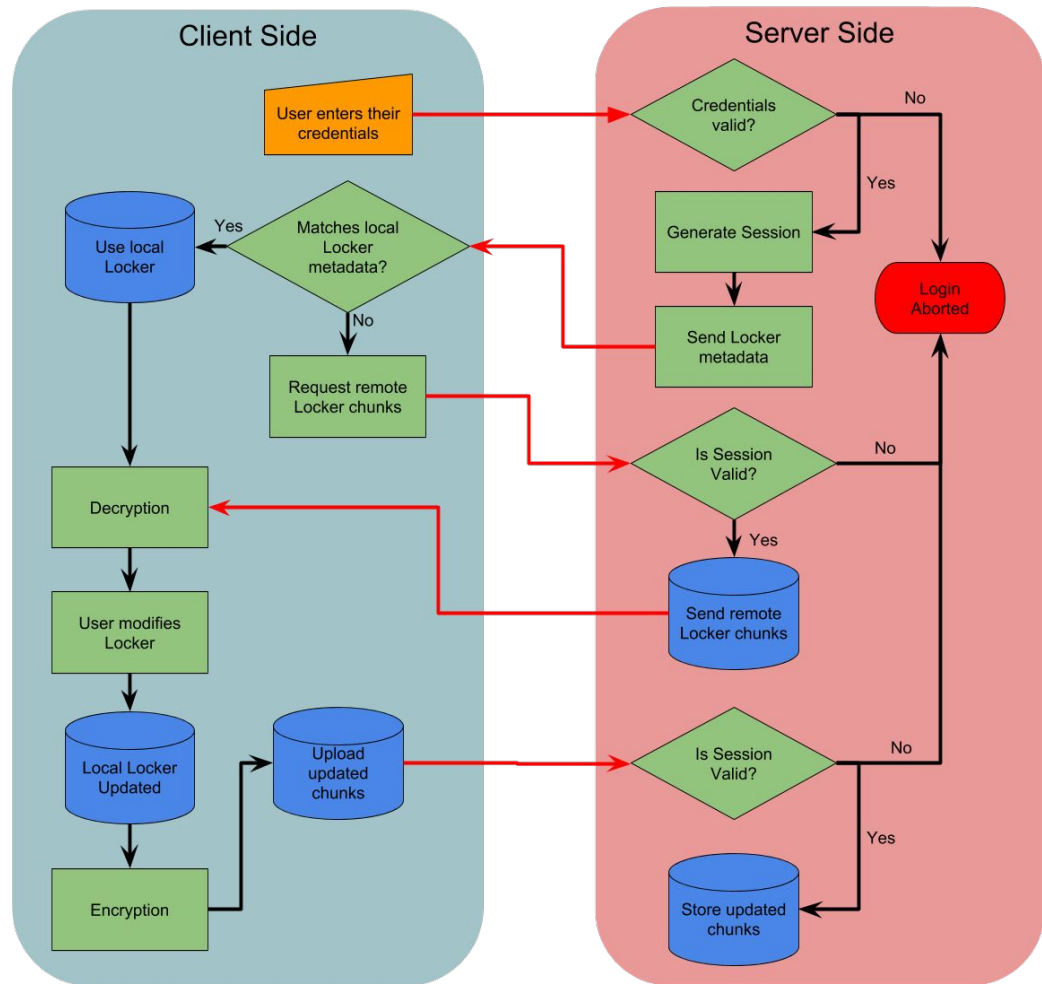 Client Side
Server Side
User enters their
credentials
Credentials
valid?
No
Yes
Generate Session
Matches local
Locker
metadata?
Yes
Use local
Locker
No
Send Locker
metadata
Login
Aborted
Request remote
Locker chunks
Is Session
Valid?
No
Yes
Decryption
Send remote
Locker chunks
User modifies
Locker
Local Locker
Updated
Upload
updated
chunks
Is Session
Valid?
No
Yes
Encryption
Store updated
chunks